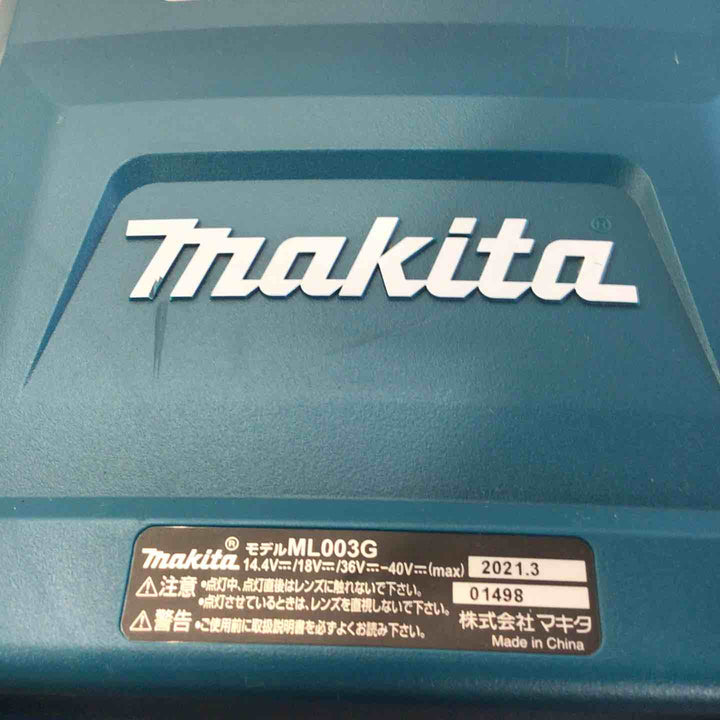 makita®
makita® モデルML003G
14.4V⎓/18V⎓/36V⎓-40V⎓(max) 2021.3
⚠注意 •点灯中、点灯直後はレンズに触れないで下さい。 01498
•点灯させているときは、レンズを直視しないで下さい。
⚠警告 •ご使用前に取扱説明書を必ずよくお読み下さい。 株式会社マキタ
Made in China